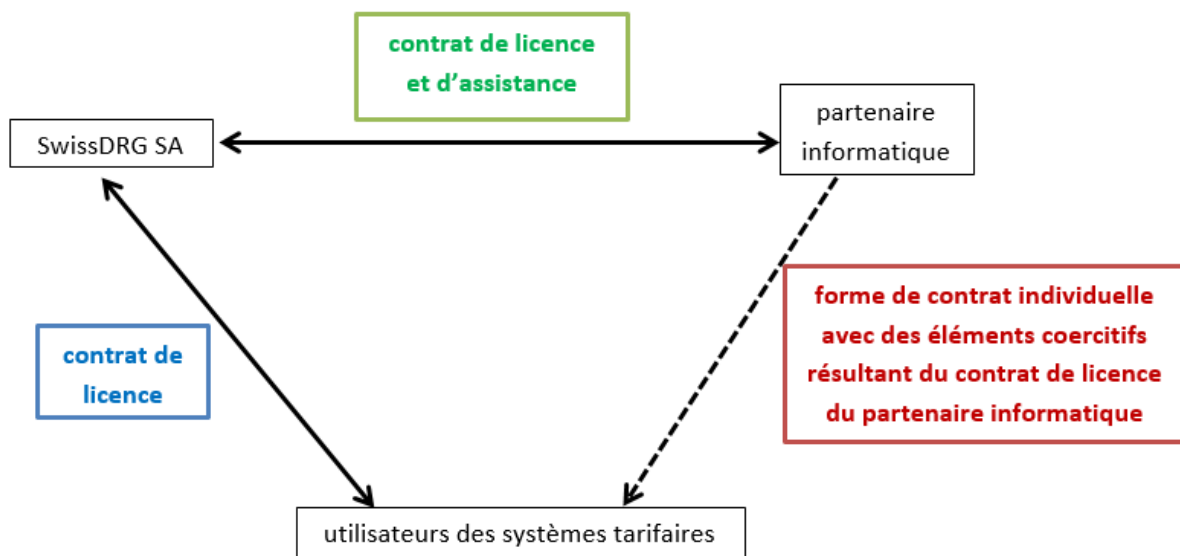 contrat de licence
et d’assistance
SwissDRG SA
partenaire
informatique
contrat de
licence
forme de contrat individuelle
avec des éléments coercitifs
résultant du contrat de licence
du partenaire informatique
utilisateurs des systèmes tarifaires